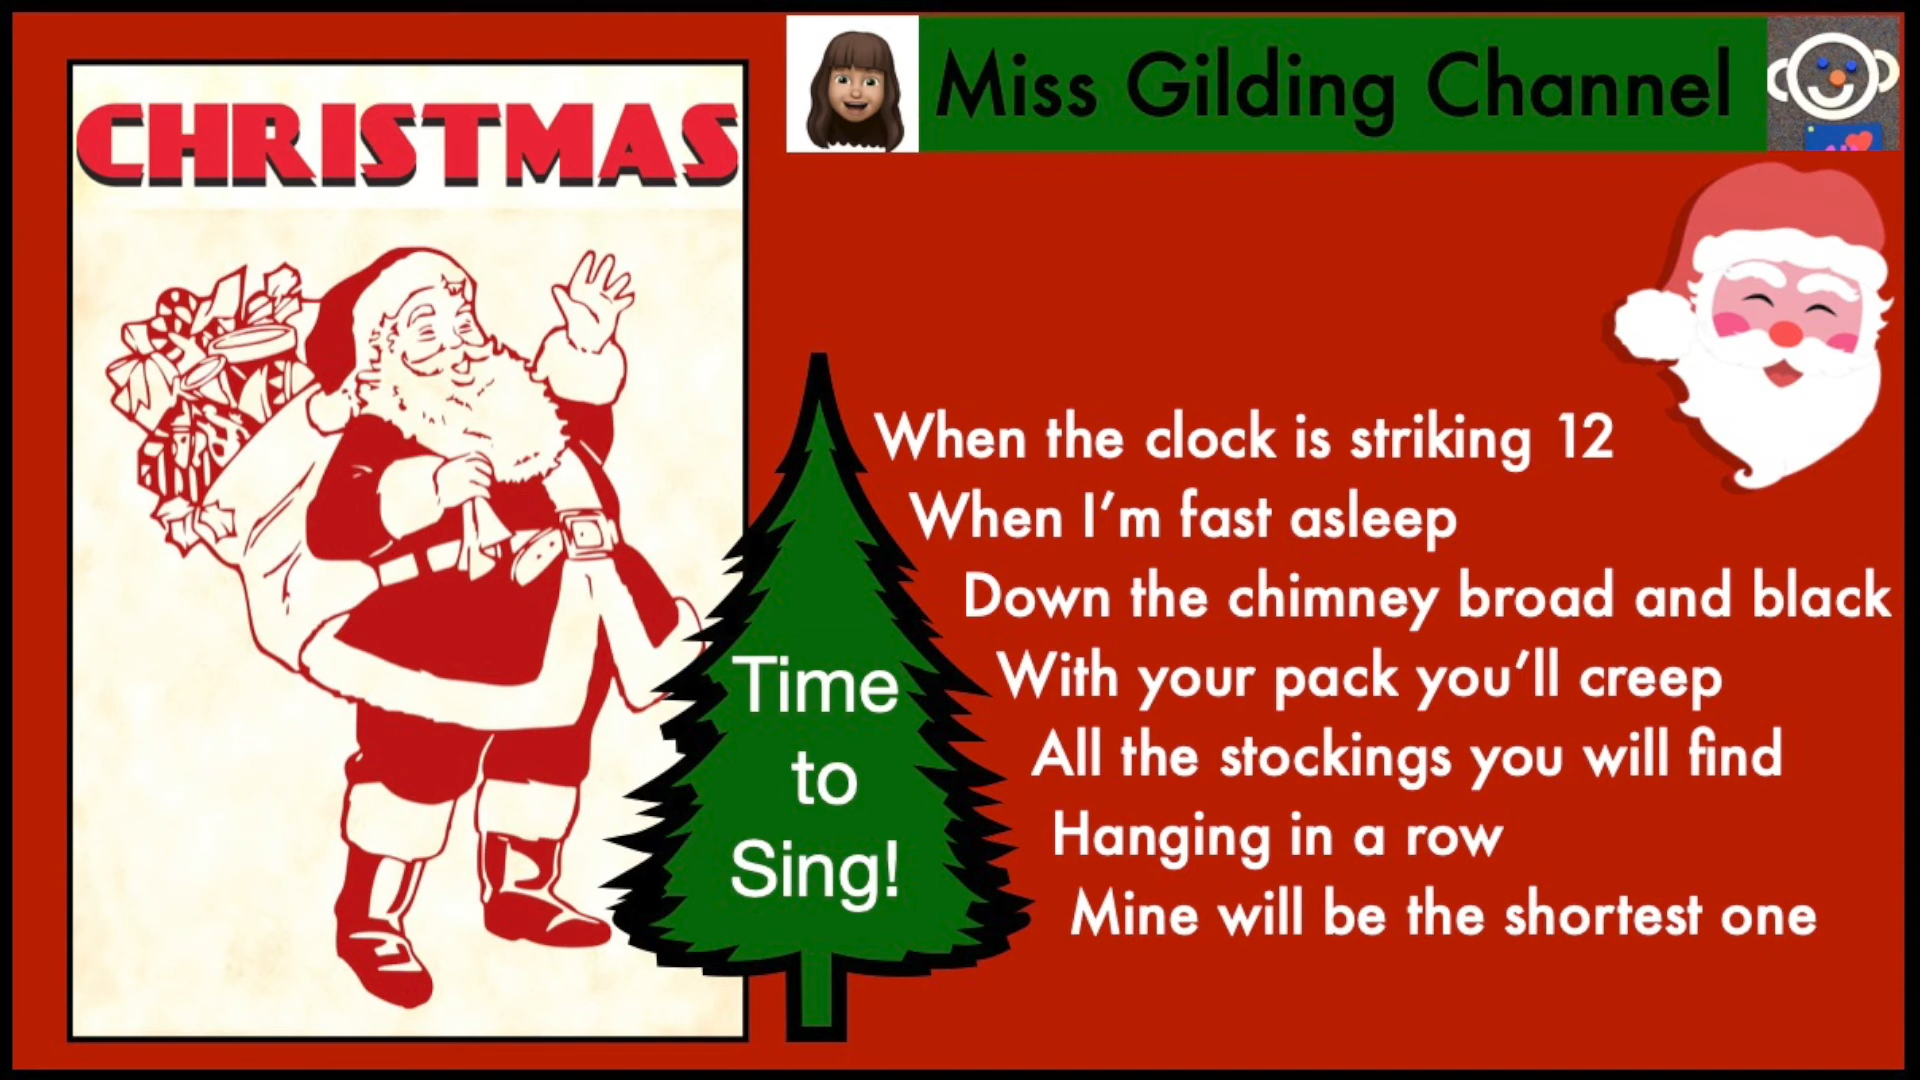 CHRISTMAS
Miss Gilding Channel
When the clock is striking 12
When I’m fast asleep
Down the chimney broad and black
With your pack you’ll creep
All the stockings you will find
Hanging in a row
Mine will be the shortest one
Time
to
Sing!